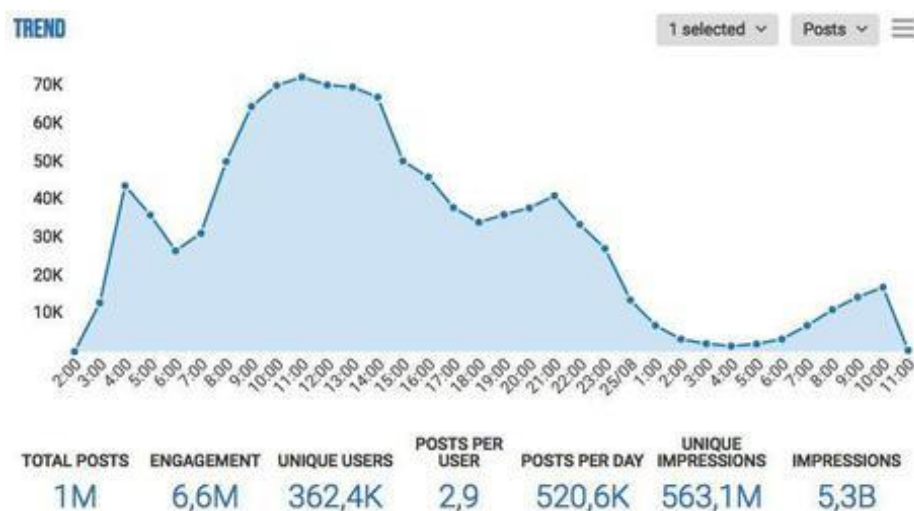 TREND
1 selected
Posts
70K
60K
50K
40K
30K
20K
10K
2:00 3:00 4:00 5:00 6:00 7:00 8:00 9:00 10:00 11:00 12:00 13:00 14:00 15:00 16:00 17:00 18:00 19:00 20:00 21:00 22:00 23:00 25/08 1:00 2:00 3:00 4:00 5:00 6:00 7:00 8:00 9:00 10:00 11:00
TOTAL POSTS
1M
ENGAGEMENT
6,6M
UNIQUE USERS
362,4K
POSTS PER
USER
2,9
POSTS PER DAY
520,6K
UNIQUE
IMPRESSIONS
563,1M
IMPRESSIONS
5,3B